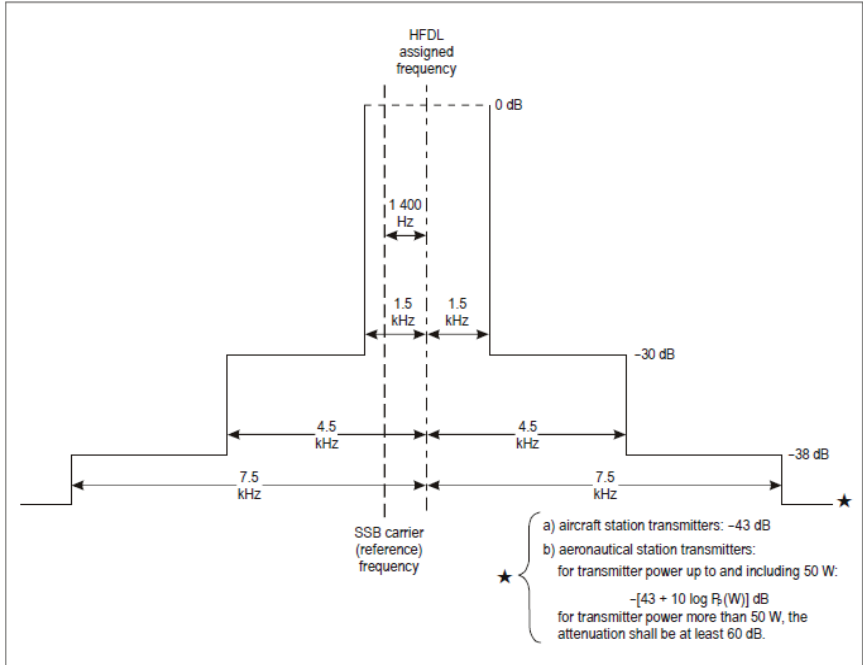 HFDL
assigned
frequency
0 dB
1 400
Hz
1.5
kHz
1.5
kHz
–30 dB
4.5
kHz
4.5
kHz
–38 dB
7.5
kHz
7.5
kHz
SSB carrier
(reference)
frequency
a) aircraft station transmitters: –43 dB
b) aeronautical station transmitters:
for transmitter power up to and including 50 W:
–[43 + 10 log Pp(W)] dB
for transmitter power more than 50 W, the
attenuation shall be at least 60 dB.